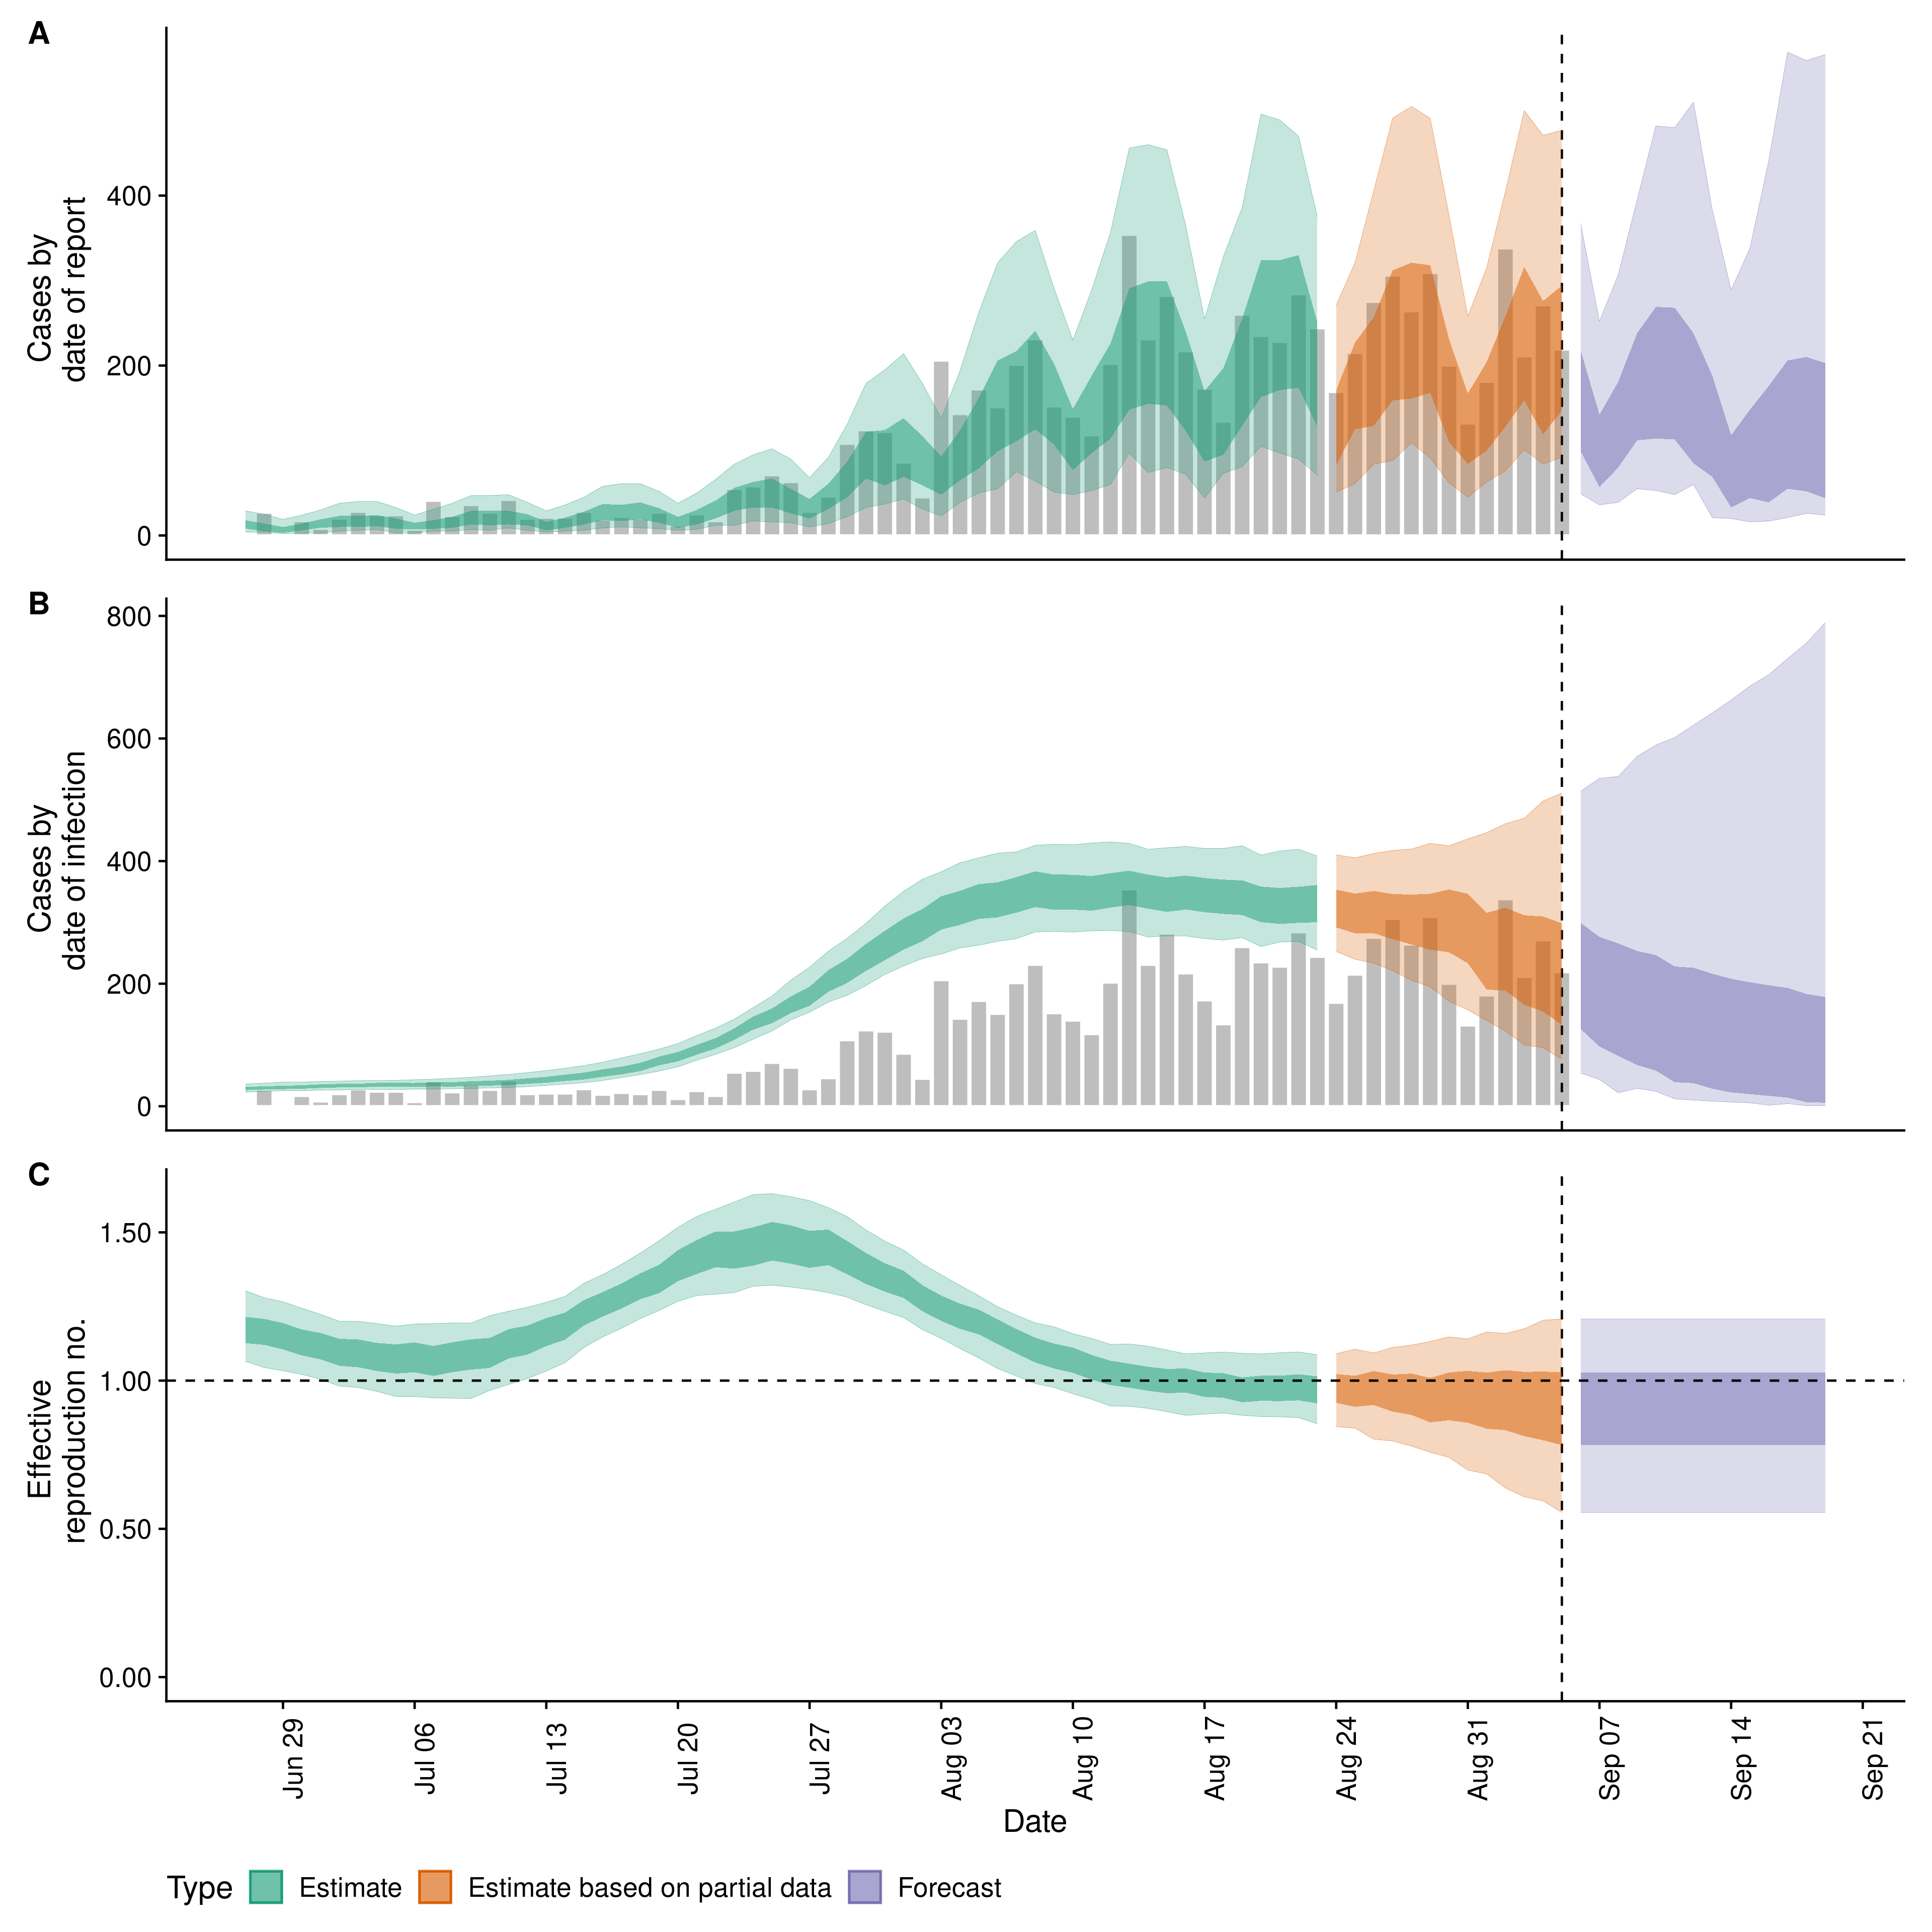 A
Cases by
date of report
400
200
0
B
Cases by
date of infection
800
600
400
200
0
C
Effective
reproduction no.
1.50
1.00
0.50
0.00
Jun 29
Jul 06
Jul 13
Jul 20
Jul 27
Aug 03
Aug 10
Aug 17
Aug 24
Aug 31
Sep 07
Sep 14
Sep 21
Date
Type Estimate Estimate based on partial data Forecast